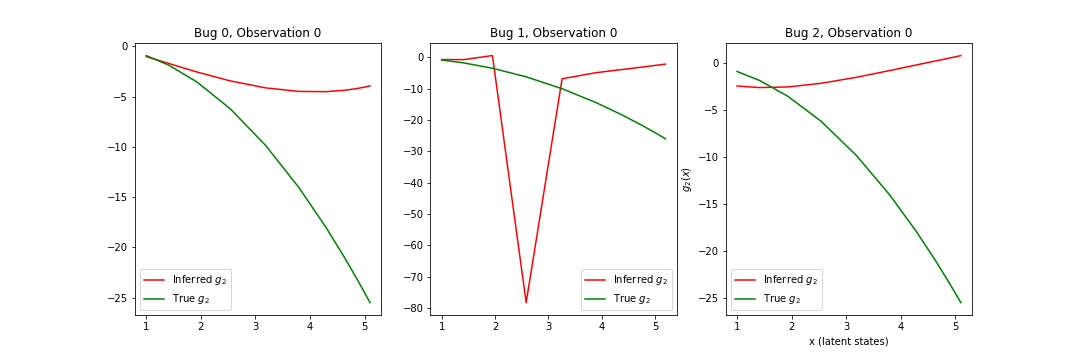 Bug 0, Observation 0
0
−5
−10
−15
−20
−25
1 2 3 4 5
Inferred g₂
True g₂
Bug 1, Observation 0
0
−10
−20
−30
−40
−50
−60
−70
−80
1 2 3 4 5
Inferred g₂
True g₂
Bug 2, Observation 0
g₂(x)
0
−5
−10
−15
−20
−25
1 2 3 4 5
x (latent states)
Inferred g₂
True g₂